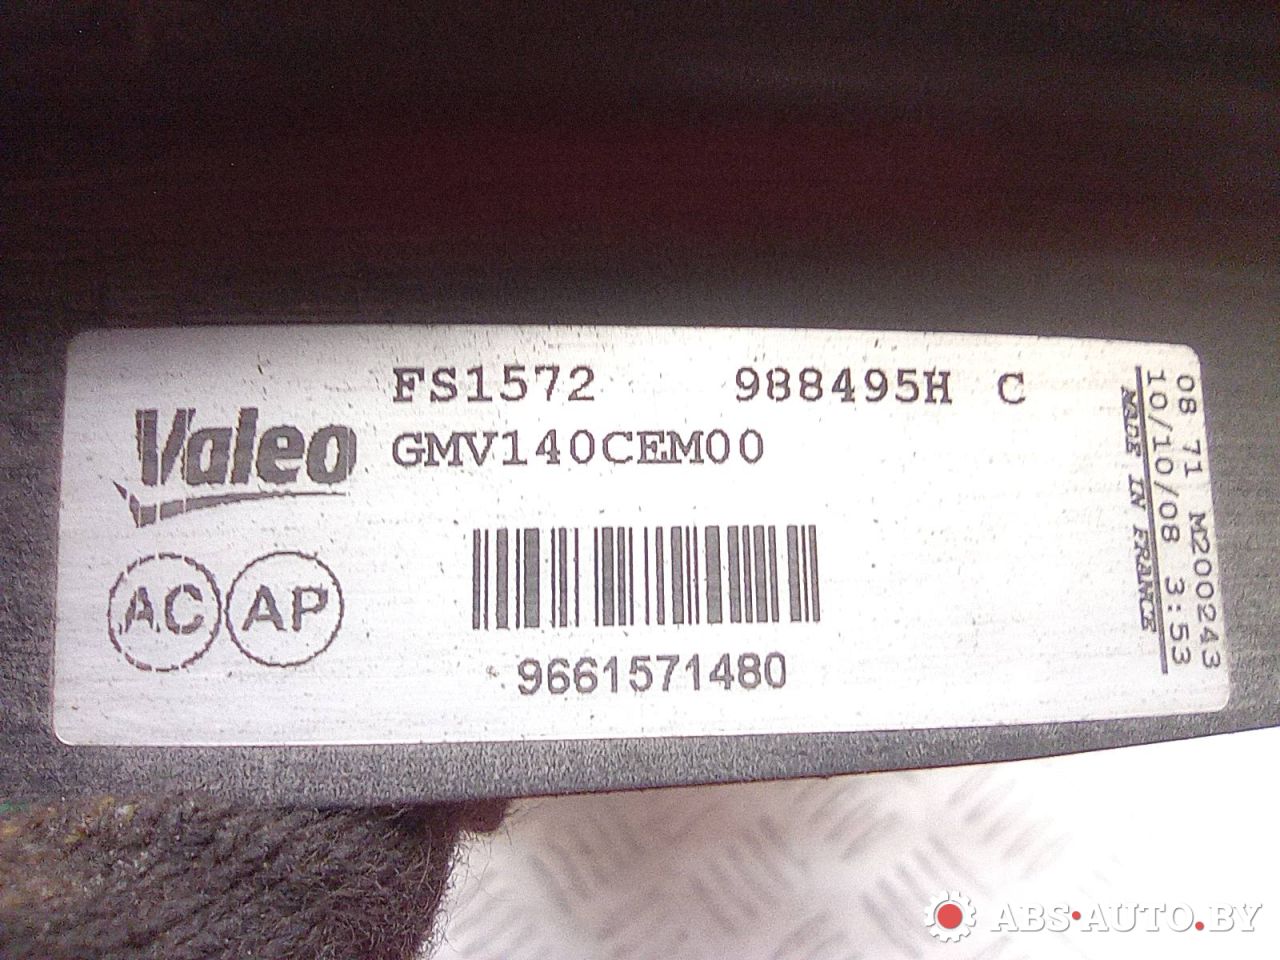 FS1572 988495H C
Valeo
GMV140CEM00
AC AP
9661571480
08 71 M200243
10/10/08 3:53
MADE IN FRANCE
ABS-AUTO.BY